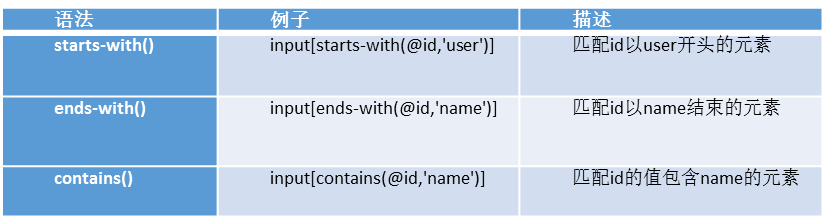 语法 例子 描述
starts-with() input[starts-with(@id,'user')] 匹配id以user开头的元素
ends-with() input[ends-with(@id,'name')] 匹配id以name结束的元素
contains() input[contains(@id,'name')] 匹配id的值包含name的元素